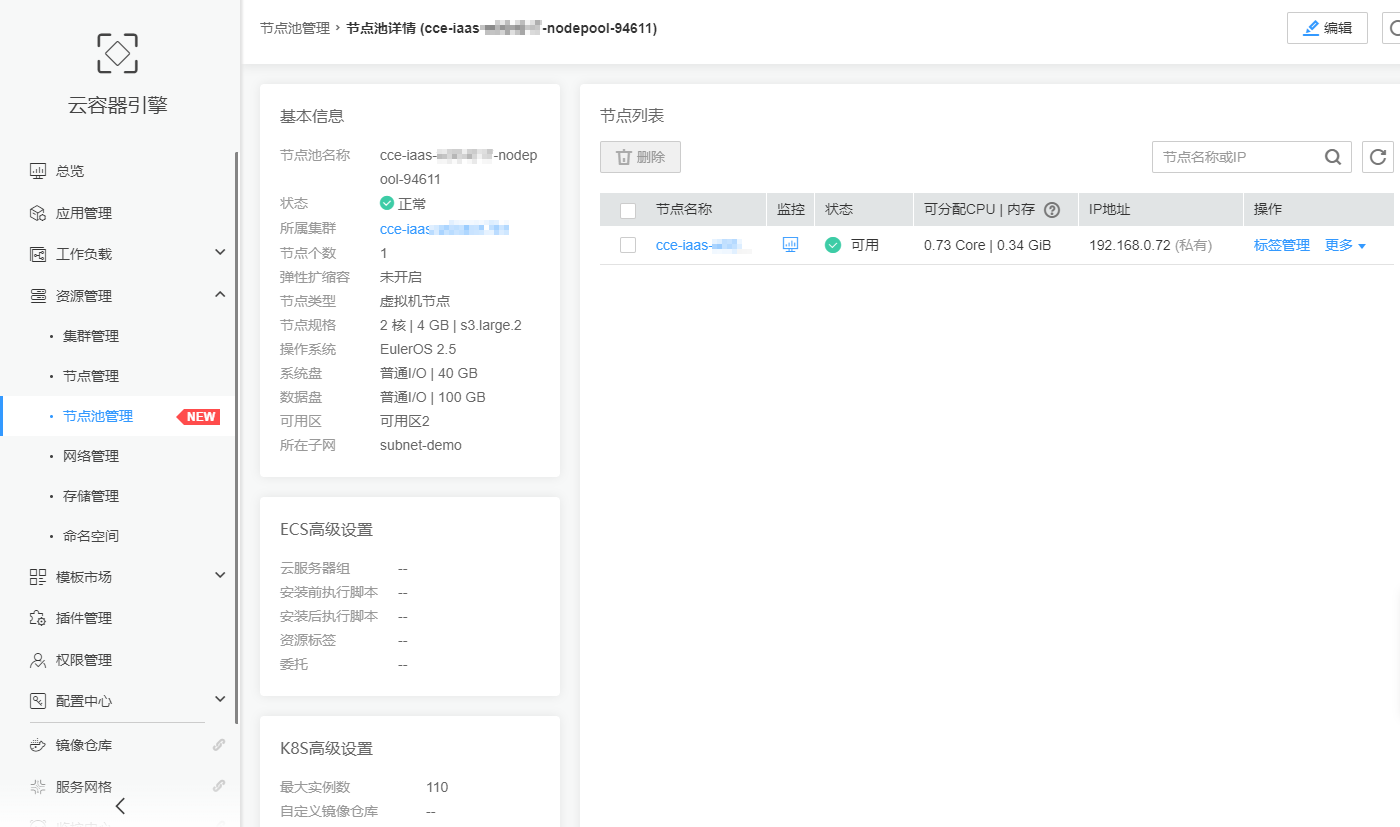 节点池管理 › 节点池详情 (cce-iaas- -nodepool-94611)
编辑
云容器引擎
总览
应用管理
工作负载
资源管理
· 集群管理
· 节点管理
· 节点池管理 NEW
· 网络管理
· 存储管理
· 命名空间
模板市场
插件管理
权限管理
配置中心
镜像仓库
服务网格
基本信息
节点池名称 cce-iaas- -nodep
ool-94611
状态 正常
所属集群 cce-iaas-
节点个数 1
弹性扩缩容 未开启
节点类型 虚拟机节点
节点规格 2 核 | 4 GB | s3.large.2
操作系统 EulerOS 2.5
系统盘 普通I/O | 40 GB
数据盘 普通I/O | 100 GB
可用区 可用区2
所在子网 subnet-demo
ECS高级设置
云服务器组 --
安装前执行脚本 --
安装后执行脚本 --
资源标签 --
委托 --
K8S高级设置
最大实例数 110
自定义镜像仓库 --
节点列表
删除
节点名称或IP
节点名称 监控 状态 可分配CPU | 内存 IP地址 操作
cce-iaas- 可用 0.73 Core | 0.34 GiB 192.168.0.72 (私有) 标签管理 更多